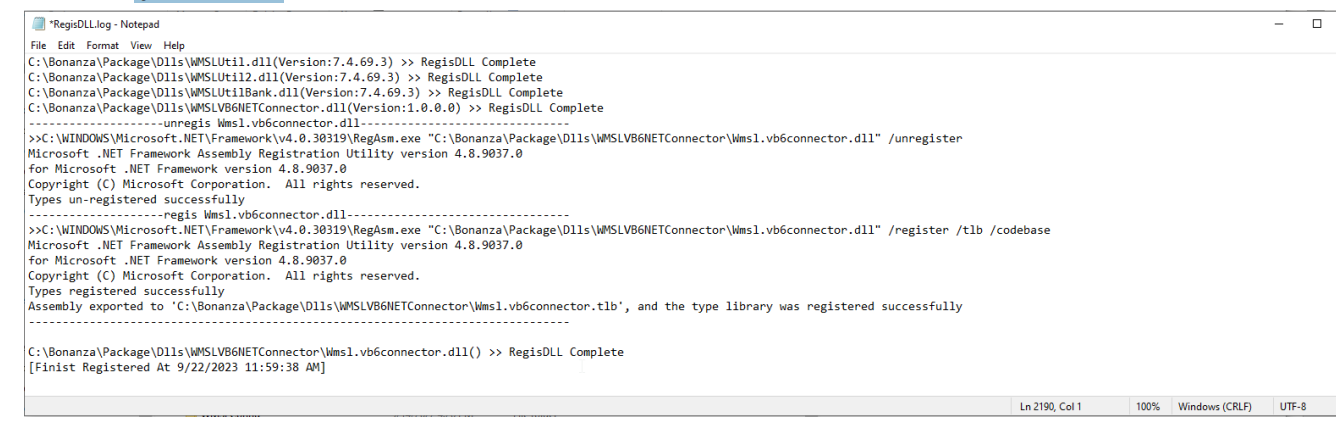 *RegisDLL.log - Notepad
File Edit Format View Help
C:\Bonanza\Package\Dlls\WMSLUtil.dll(Version:7.4.69.3) >> RegisDLL Complete
C:\Bonanza\Package\Dlls\WMSLUtil2.dll(Version:7.4.69.3) >> RegisDLL Complete
C:\Bonanza\Package\Dlls\WMSLUtilBank.dll(Version:7.4.69.3) >> RegisDLL Complete
C:\Bonanza\Package\Dlls\WMSLVB6NETConnector.dll(Version:1.0.0.0) >> RegisDLL Complete
--------------------unregis Wmsl.vb6connector.dll-------------------------------
>>C:\WINDOWS\Microsoft.NET\Framework\v4.0.30319\RegAsm.exe "C:\Bonanza\Package\Dlls\WMSLVB6NETConnector\Wmsl.vb6connector.dll" /unregister
Microsoft .NET Framework Assembly Registration Utility version 4.8.9037.0
for Microsoft .NET Framework version 4.8.9037.0
Copyright (C) Microsoft Corporation.  All rights reserved.
Types un-registered successfully
--------------------regis Wmsl.vb6connector.dll---------------------------------
>>C:\WINDOWS\Microsoft.NET\Framework\v4.0.30319\RegAsm.exe "C:\Bonanza\Package\Dlls\WMSLVB6NETConnector\Wmsl.vb6connector.dll" /register /tlb /codebase
Microsoft .NET Framework Assembly Registration Utility version 4.8.9037.0
for Microsoft .NET Framework version 4.8.9037.0
Copyright (C) Microsoft Corporation.  All rights reserved.
Types registered successfully
Assembly exported to 'C:\Bonanza\Package\Dlls\WMSLVB6NETConnector\Wmsl.vb6connector.tlb', and the type library was registered successfully
--------------------------------------------------------------------------------
C:\Bonanza\Package\Dlls\WMSLVB6NETConnector\Wmsl.vb6connector.dll() >> RegisDLL Complete
[Finist Registered At 9/22/2023 11:59:38 AM]
Ln 2190, Col 1 100% Windows (CRLF) UTF-8